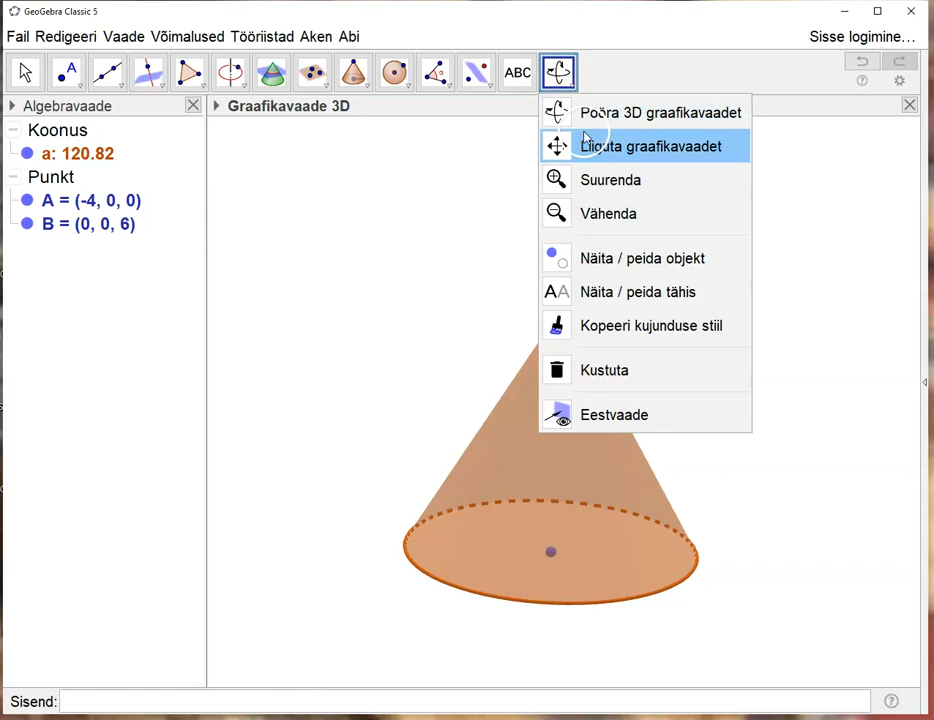 GeoGebra Classic 5
Fail Redigeeri Vaade Võimalused Tööriistad Aken Abi
Sisse logimine...
A
ABC
Algebravaade
Graafikavaade 3D
Koonus
a: 120.82
Punkt
A = (-4, 0, 0)
B = (0, 0, 6)
Pööra 3D graafikavaadet
Liiguta graafikavaadet
Suurenda
Vähenda
Näita / peida objekt
AA Näita / peida tähis
Kopeeri kujunduse stiil
Kustuta
Eestvaade
Sisend: